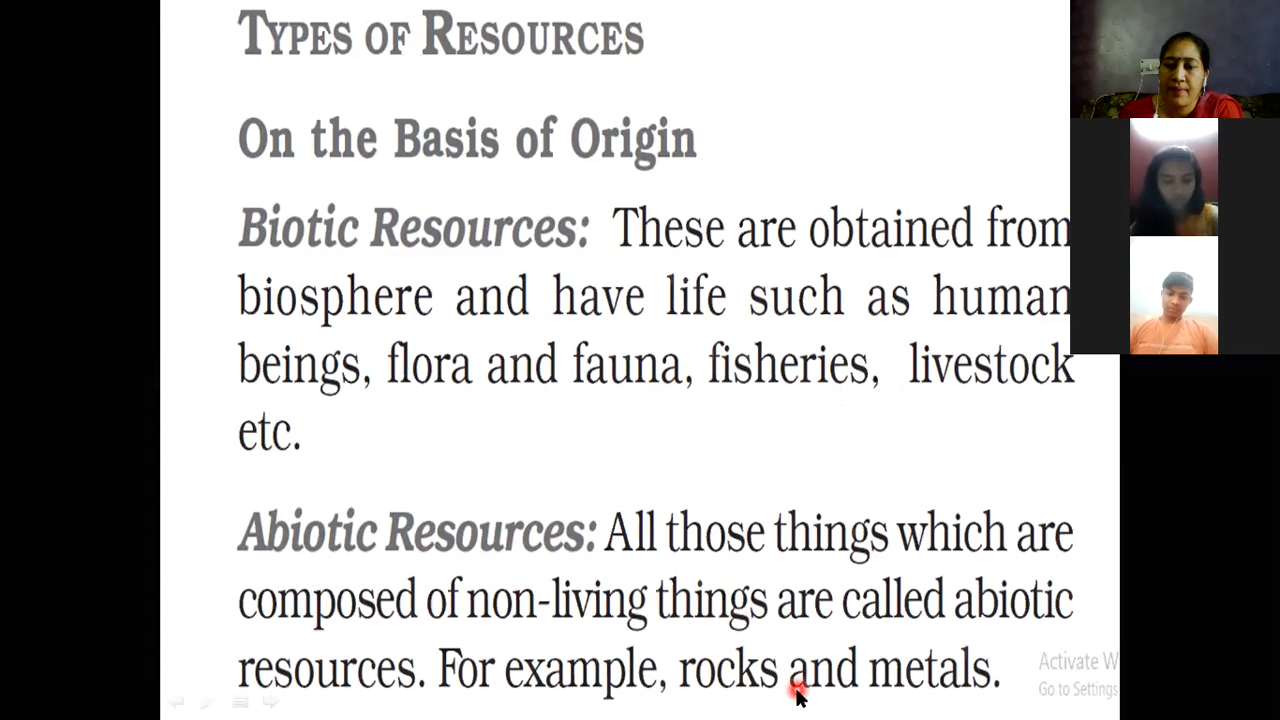 TYPES OF RESOURCES
On the Basis of Origin
Biotic Resources: These are obtained from
biosphere and have life such as human
beings, flora and fauna, fisheries, livestock
etc.
Abiotic Resources: All those things which are
composed of non-living things are called abiotic
resources. For example, rocks and metals.
Activate W
Go to Settings